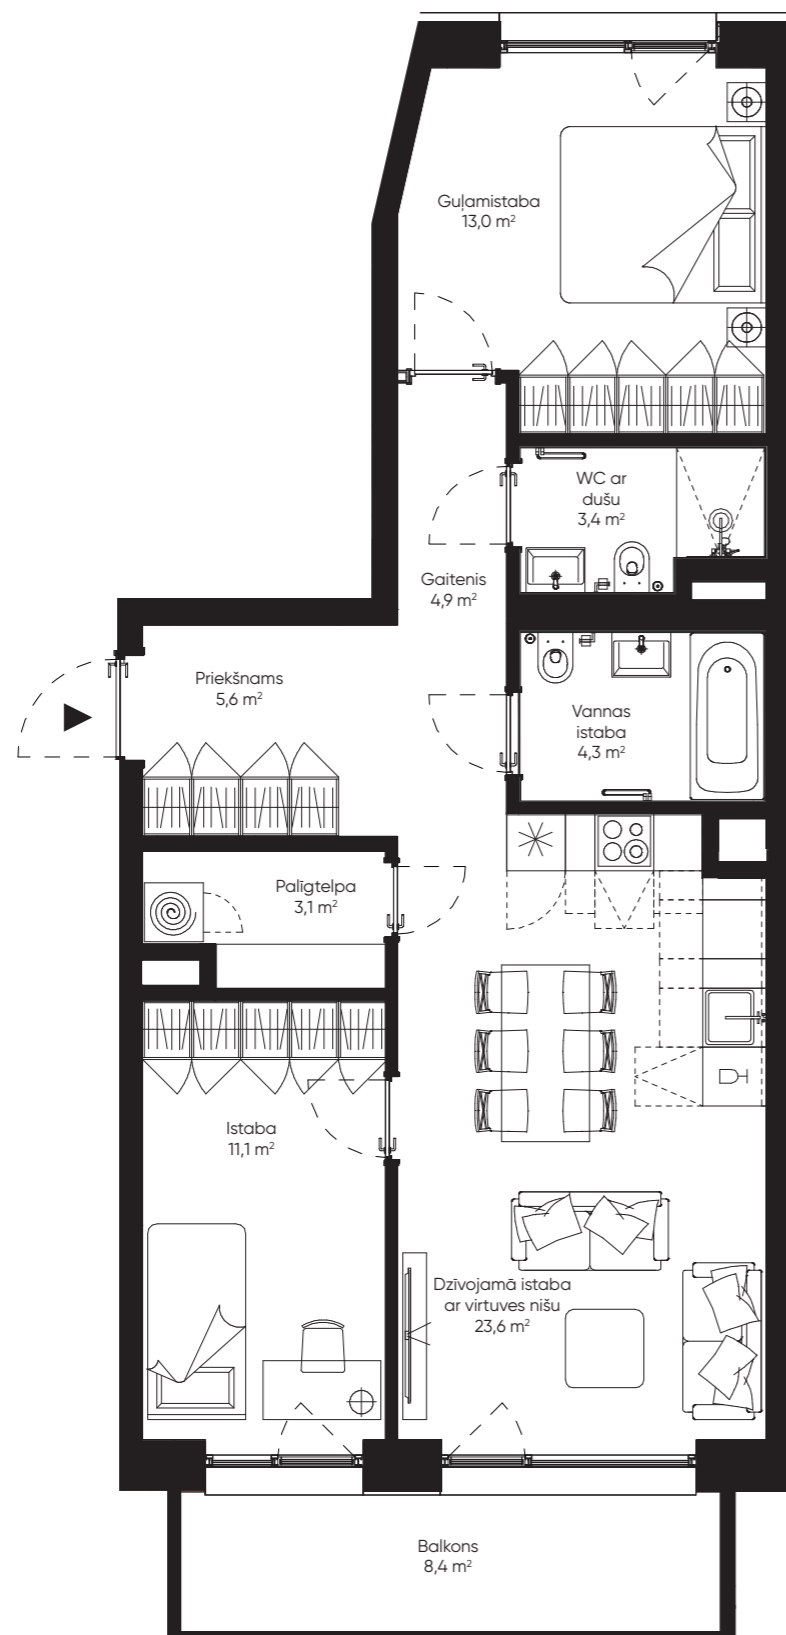 Guļamistaba
13,0 m²
WC ar
dušu
3,4 m²
Gaitenis
4,9 m²
Priekšnams
5,6 m²
Vannas
istaba
4,3 m²
Palīgtelpa
3,1 m²
Istaba
11,1 m²
Dzīvojamā istaba
ar virtuves nišu
23,6 m²
Balkons
8,4 m²